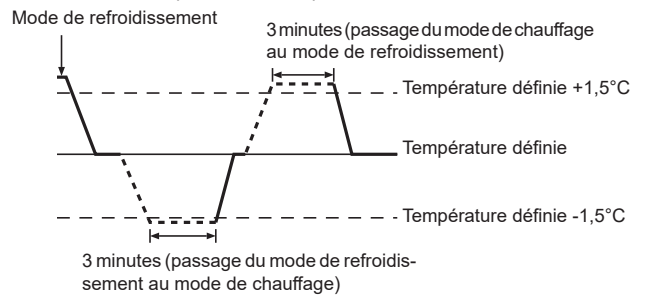 Mode de refroidissement
3 minutes (passage du mode de chauffage
au mode de refroidissement)
Température définie +1,5°C
Température définie
Température définie -1,5°C
3 minutes (passage du mode de refroidis-
sement au mode de chauffage)